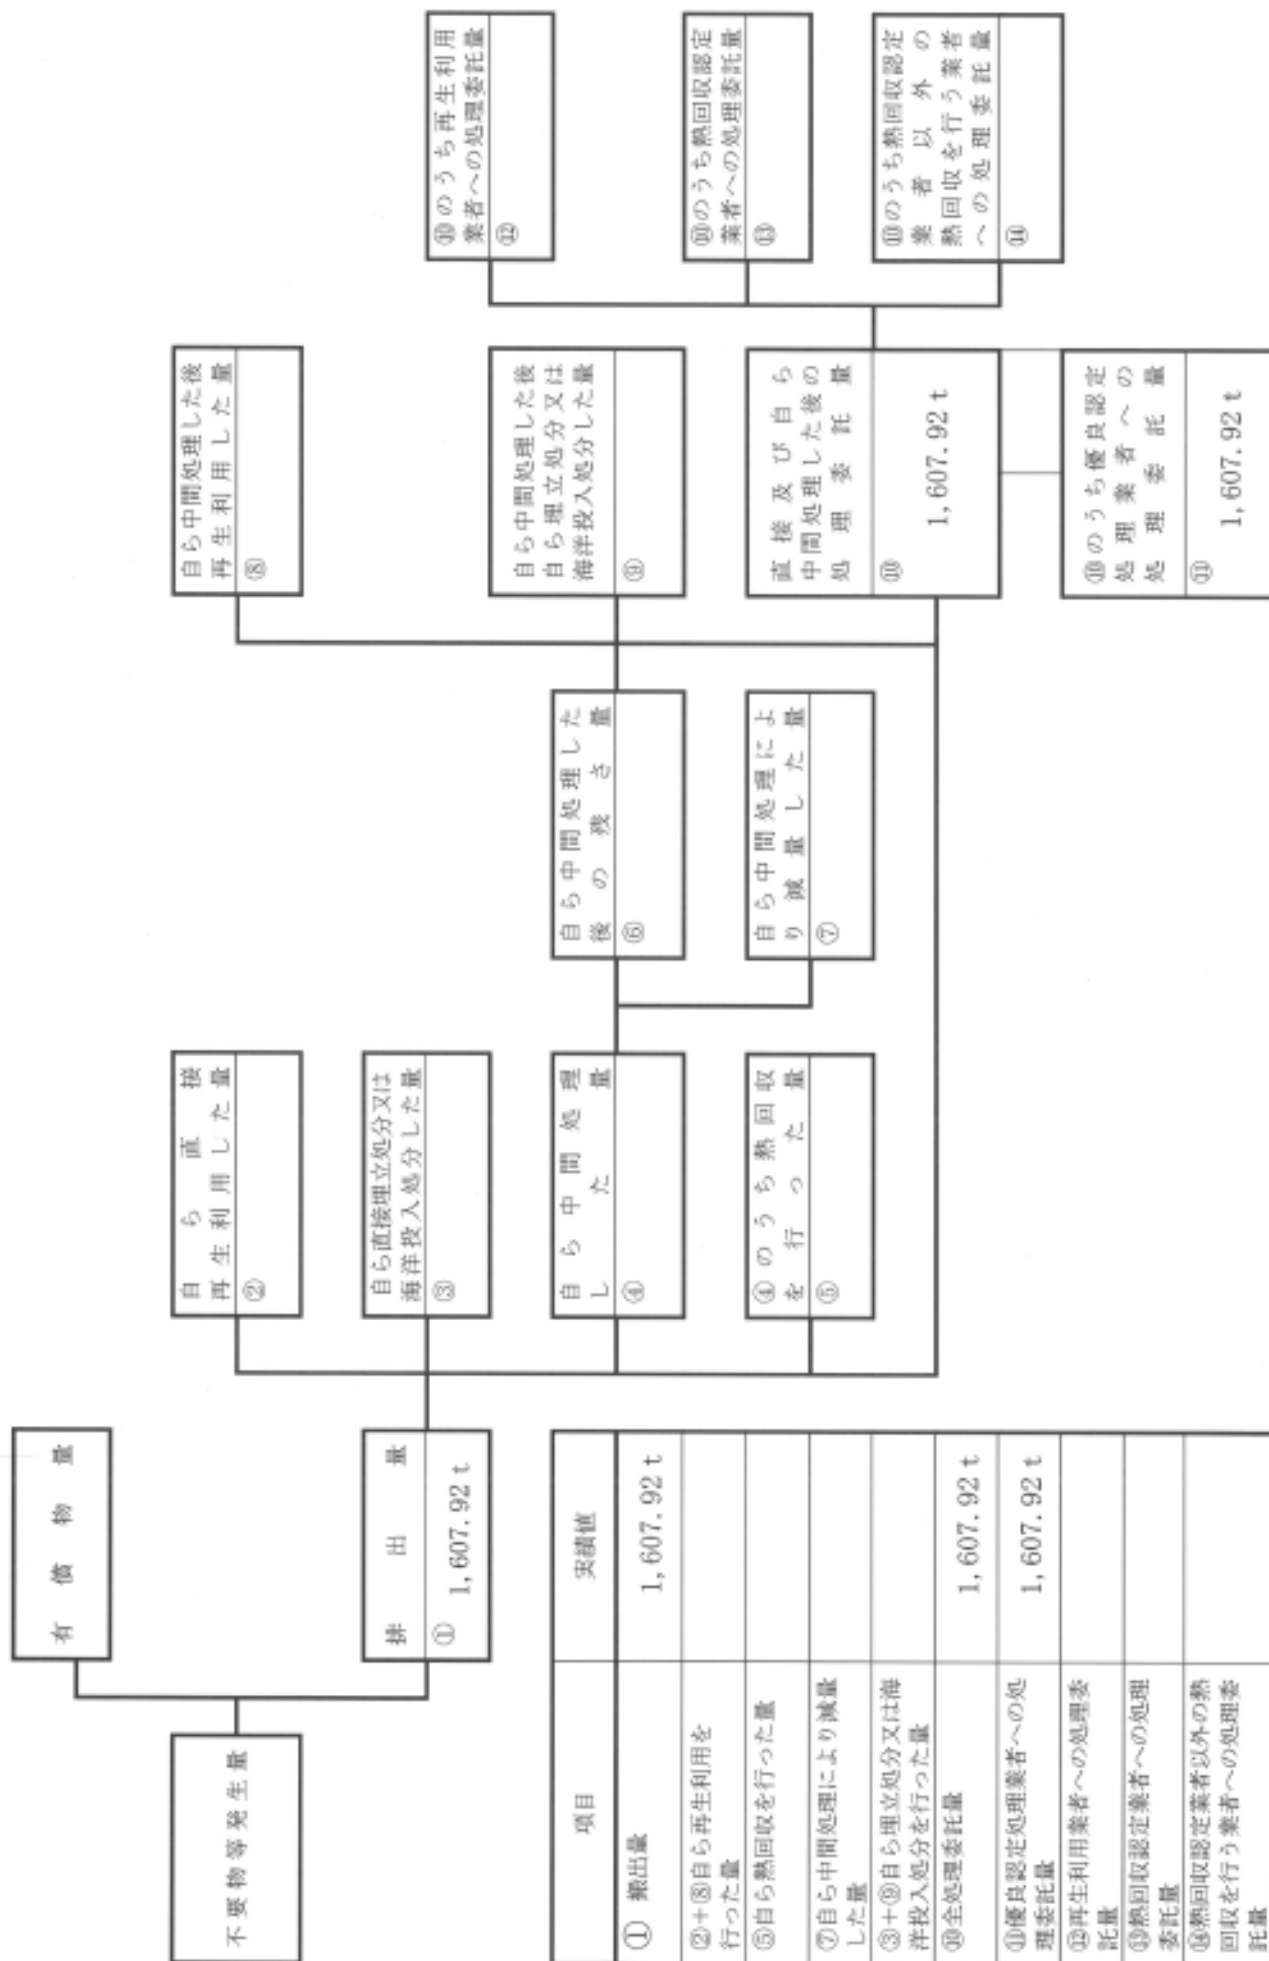 不要物等発生量
有償物量
排出量
① 1,607.92 t
自ら直接
再生利用した量
②
自ら直接埋立処分又は
海洋投入処分した量
③
自ら中間処理
した量
④
④のうち熱回収
を行った量
⑤
自ら中間処理した
後の残さ量
⑥
自ら中間処理によ
り減量した量
⑦
自ら中間処理した後
再生利用した量
⑧
自ら中間処理した後
自ら埋立処分又は
海洋投入処分した量
⑨
直接及び自ら
中間処理した後の
処理委託量
⑩ 1,607.92 t
⑩のうち優良認定
処理業者への
処理委託量
⑪ 1,607.92 t
⑩のうち再生利用
業者への処理委託量
⑫
⑩のうち熱回収認定
業者への処理委託量
⑬
⑩のうち熱回収認定
業者以外の
熱回収を行う業者
への処理委託量
⑭
項目 実績値
① 搬出量 1,607.92 t
②+⑧自ら再生利用を
行った量
⑤自ら熱回収を行った量
⑦自ら中間処理により減量
した量
③+⑨自ら埋立処分又は海
洋投入処分を行った量
⑩全処理委託量 1,607.92 t
⑪優良認定処理業者への処
理委託量 1,607.92 t
⑫再生利用業者への処理委
託量
⑬熱回収認定業者への処理
委託量
⑭熱回収認定業者以外の熱
回収を行う業者への処理委
託量